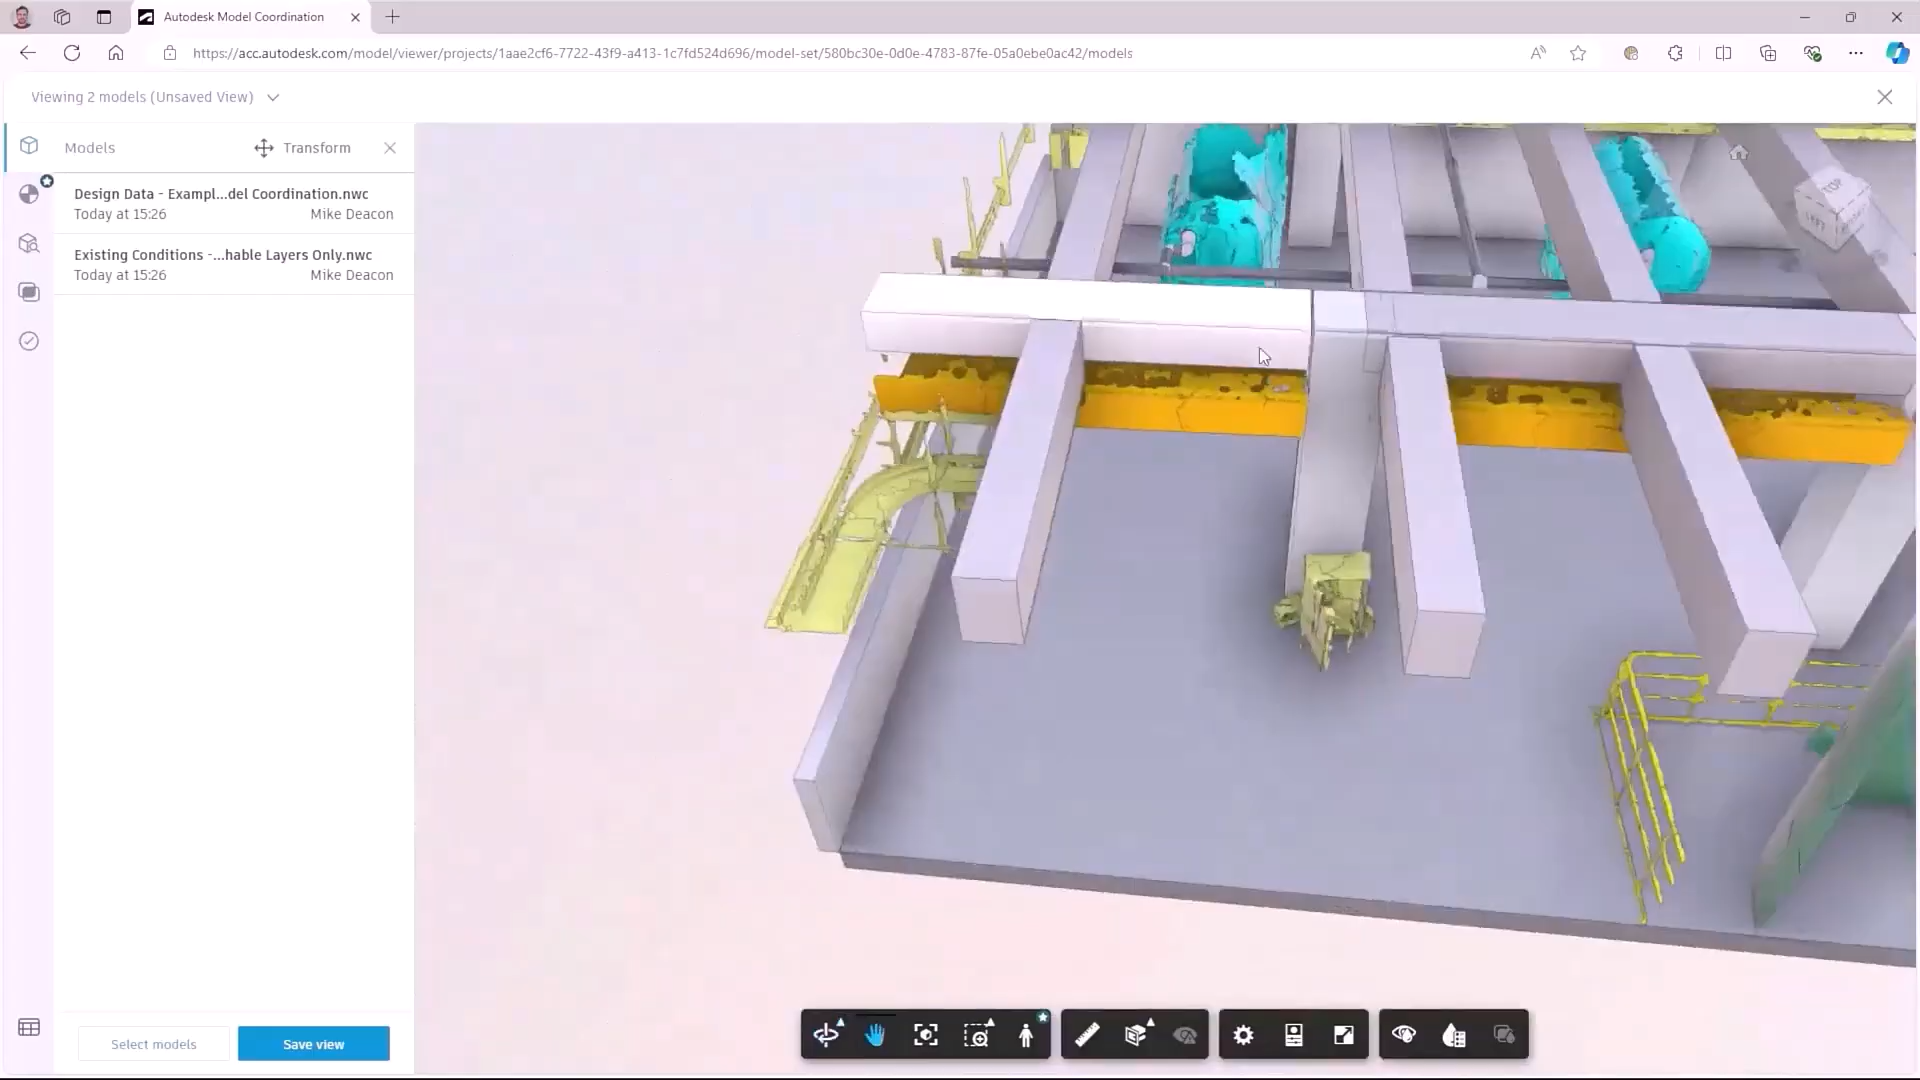 Autodesk Model Coordination
https://acc.autodesk.com/model/viewer/projects/1aae2cf6-7722-43f9-a413-1c7fd524d696/model-set/580bc30e-0d0e-4783-87fe-05a0ebe0ac42/models
Viewing 2 models (Unsaved View)
Models
Transform
Design Data - Exampl...del Coordination.nwc
Today at 15:26 Mike Deacon
Existing Conditions -...hable Layers Only.nwc
Today at 15:26 Mike Deacon
TOP
LEFT
Select models
Save view